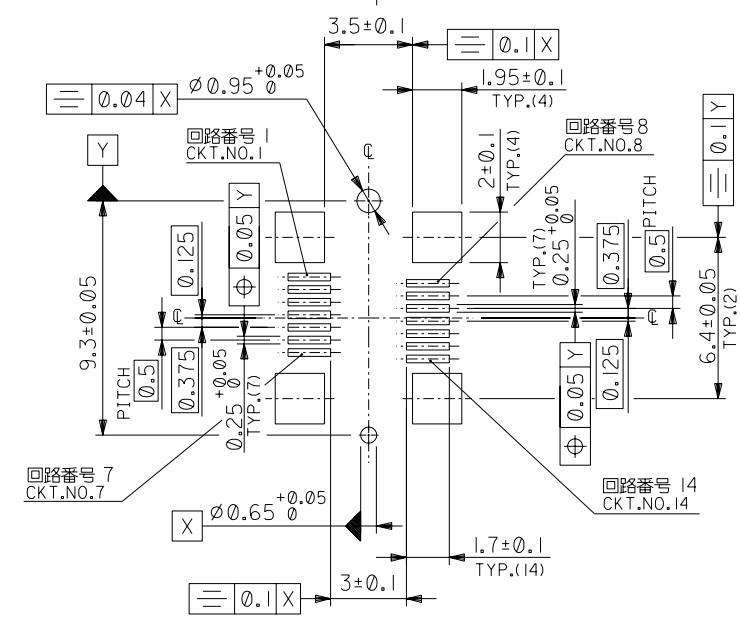 3.5±0.1
0.1 X
Ø0.95 +0.05 0
1.95±0.1
TYP.(4)
0.04 X
回路番号 1
CKT.NO.1
Y
℄
2±0.1
TYP.(4)
回路番号8
CKT.NO.8
0.1 Y
0.05 Y
0.125
TYP.(7)
0.25 +0.05 0
0.375
0.5
PITCH
9.3±0.05
℄
℄
6.4±0.05
TYP.(2)
PITCH
0.5
0.375
0.25 +0.05 0
TYP.(7)
0.05 Y
0.125
回路番号 7
CKT.NO.7
回路番号 14
CKT.NO.14
X
Ø0.65 +0.05 0
1.7±0.1
TYP.(14)
0.1 X
3±0.1